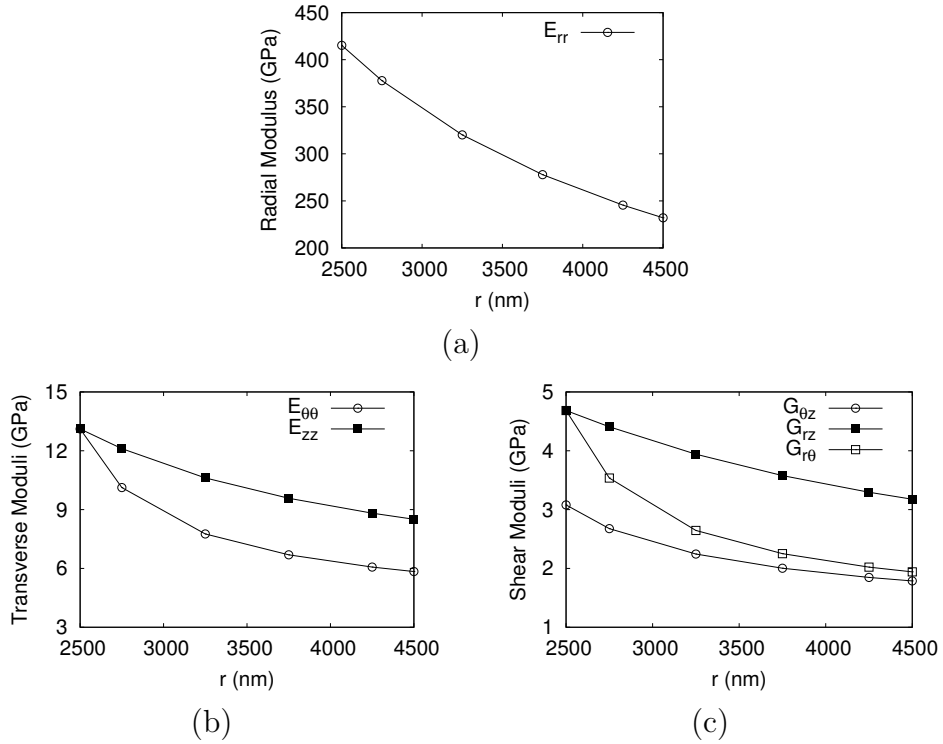 450
400
350
300
250
200
Radial Modulus (GPa)
E_rr
2500 3000 3500 4000 4500
r (nm)
(a)
15
12
9
6
3
Transverse Moduli (GPa)
E_θθ
E_zz
2500 3000 3500 4000 4500
r (nm)
(b)
5
4
3
2
1
Shear Moduli (GPa)
G_θz
G_rz
G_rθ
2500 3000 3500 4000 4500
r (nm)
(c)